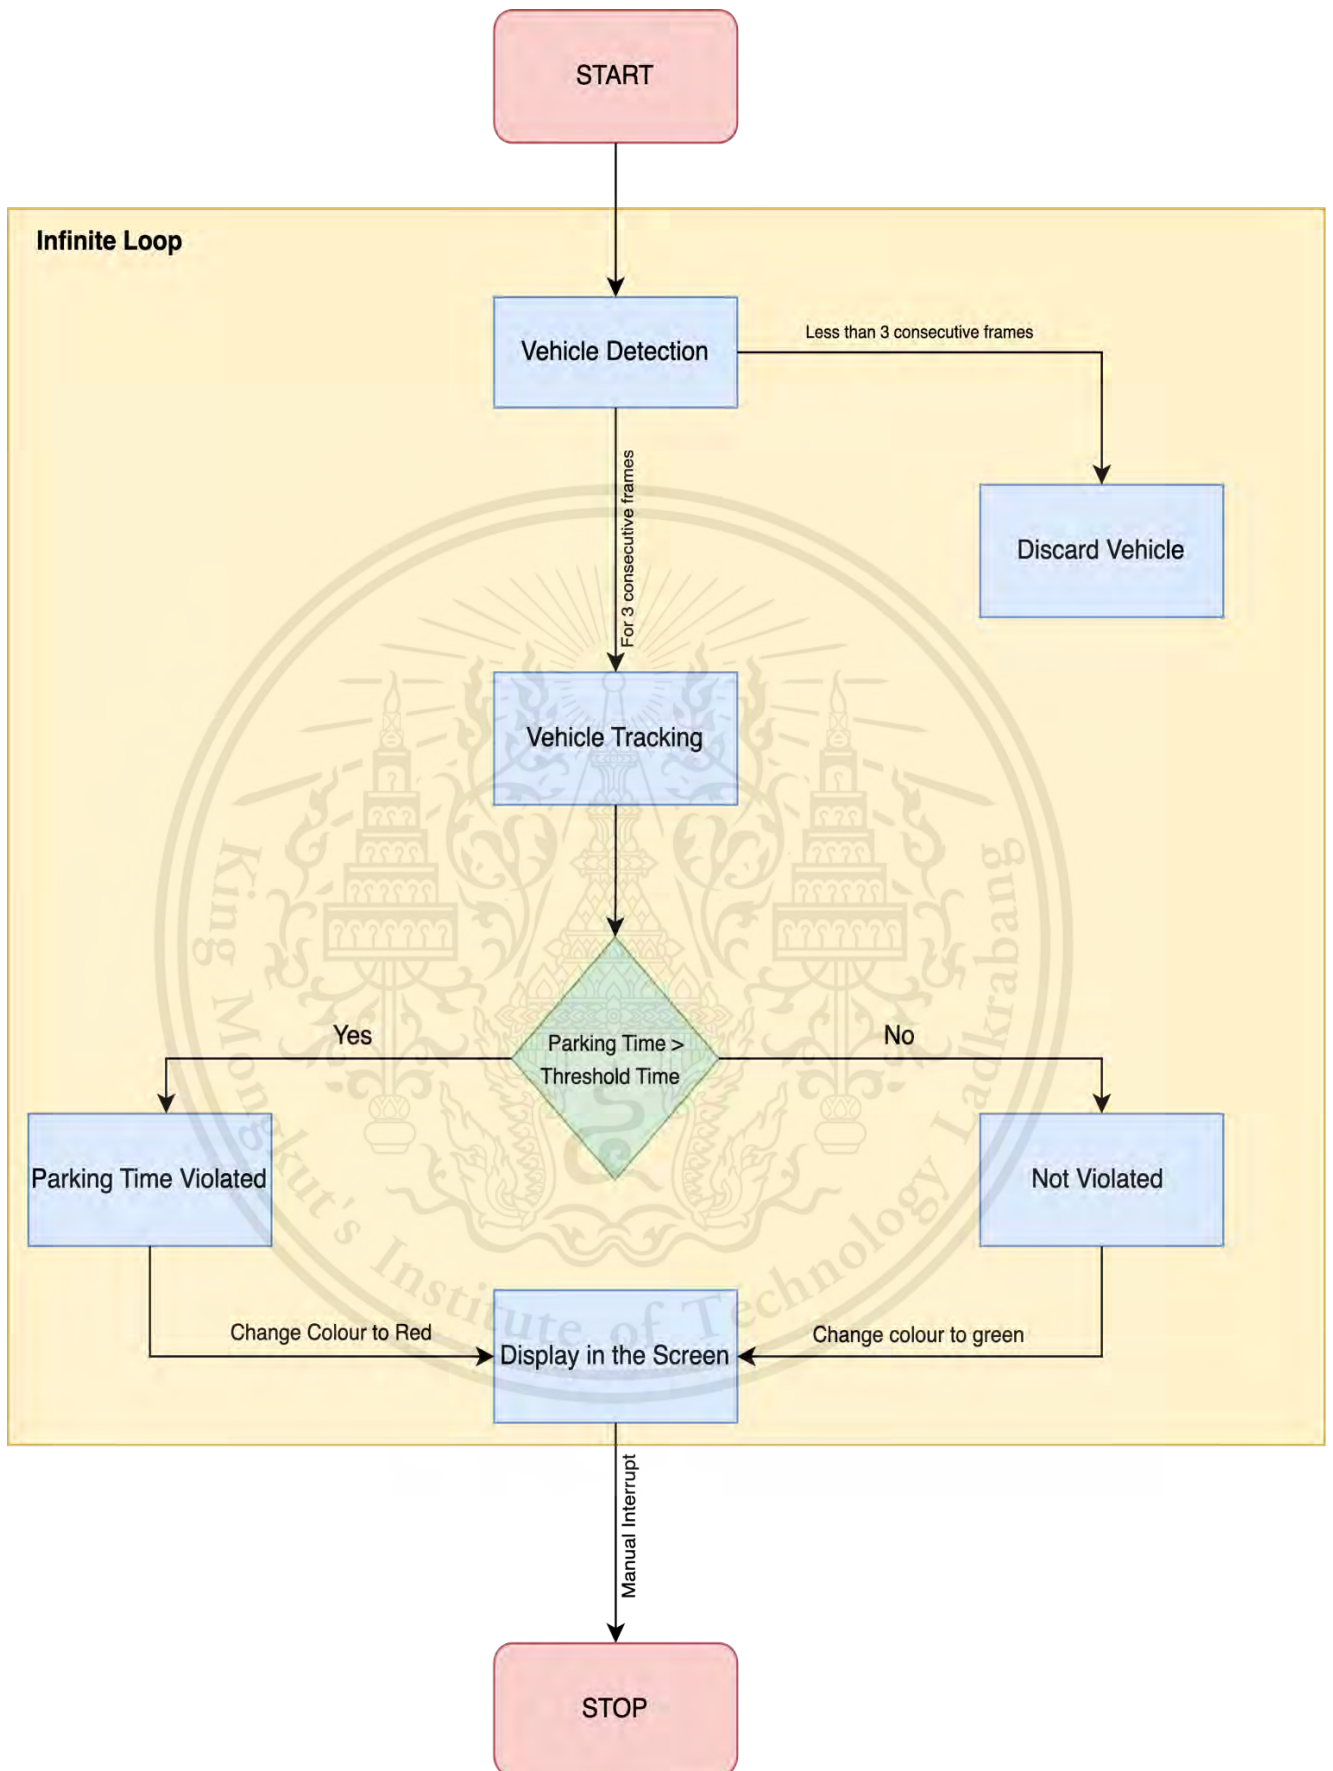 START
Infinite Loop
Vehicle Detection
Less than 3 consecutive frames
For 3 consecutive frames
Discard Vehicle
Vehicle Tracking
Yes
Parking Time >
Threshold Time
No
Parking Time Violated
Not Violated
Change Colour to Red
Display in the Screen
Change colour to green
Manual Interrupt
STOP
King Mongkut's Institute of Technology Ladkrabang